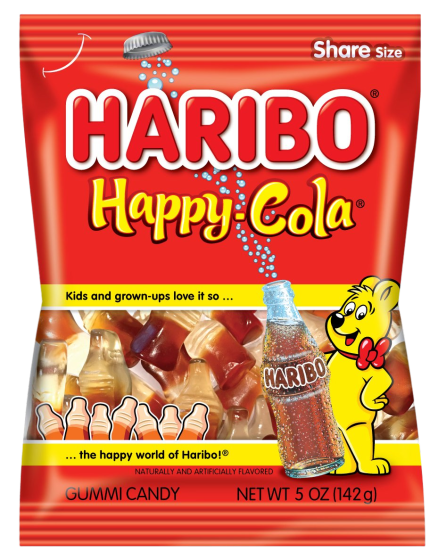 Share Size
HARIBO®
Happy-Cola®
Kids and grown-ups love it so ...
HARIBO
... the happy world of Haribo!®
NATURALLY AND ARTIFICIALLY FLAVORED
GUMMI CANDY NET WT 5 OZ (142 g)